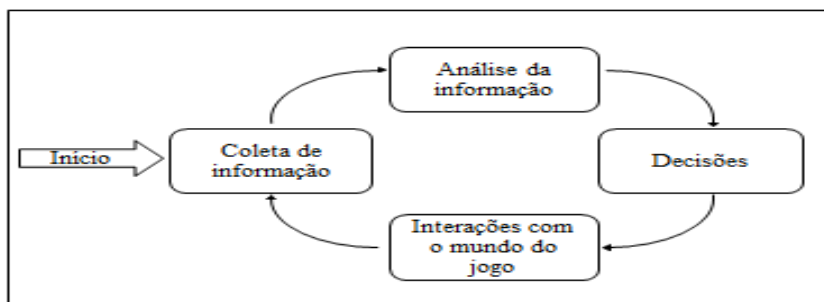 Início
Coleta de
informação
Análise da
informação
Decisões
Interações com
o mundo do
jogo